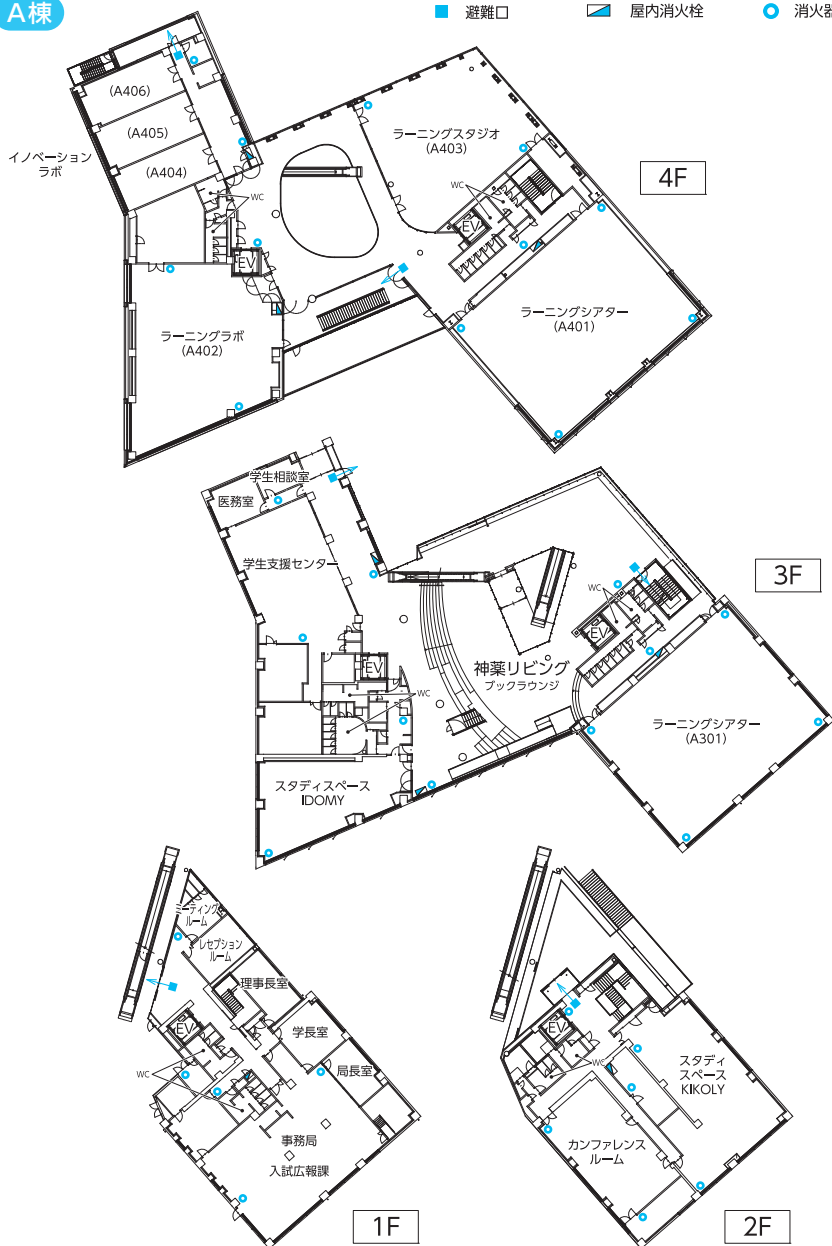 A棟
避難口
屋内消火栓
消火器
(A406)
(A405)
(A404)
イノベーション
ラボ
WC
EV
ラーニングラボ
(A402)
ラーニングスタジオ
(A403)
WC
EV
ラーニングシアター
(A401)
4F
学生相談室
医務室
学生支援センター
EV
WC
スタディスペース
IDOMY
神薬リビング
ブックラウンジ
WC
EV
ラーニングシアター
(A301)
3F
ミーティング
ルーム
レセプション
ルーム
理事長室
学長室
局長室
EV
WC
事務局
入試広報課
1F
EV
WC
スタディ
スペース
KIKOLY
カンファレンス
ルーム
2F